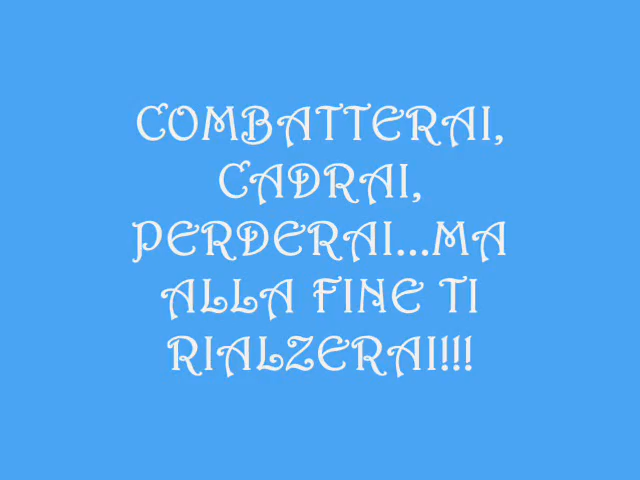 COMBATTERAI,
CADRAI,
PERDERAI...MA
ALLA FINE TI
RIALZERAI!!!